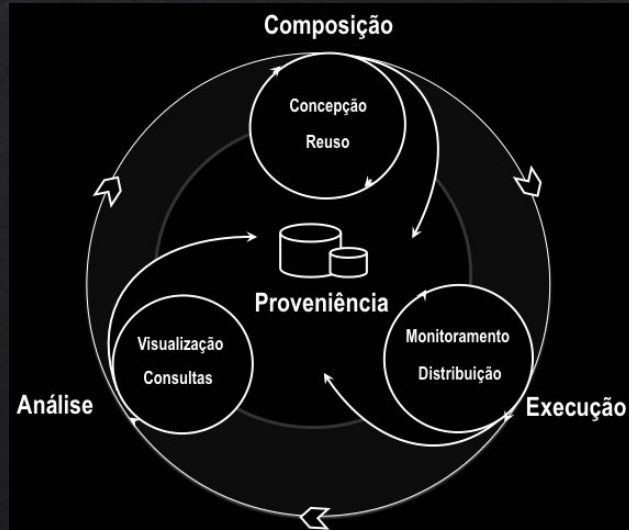 Composição
Concepção
Reuso
Proveniência
Visualização
Consultas
Monitoramento
Distribuição
Análise
Execução